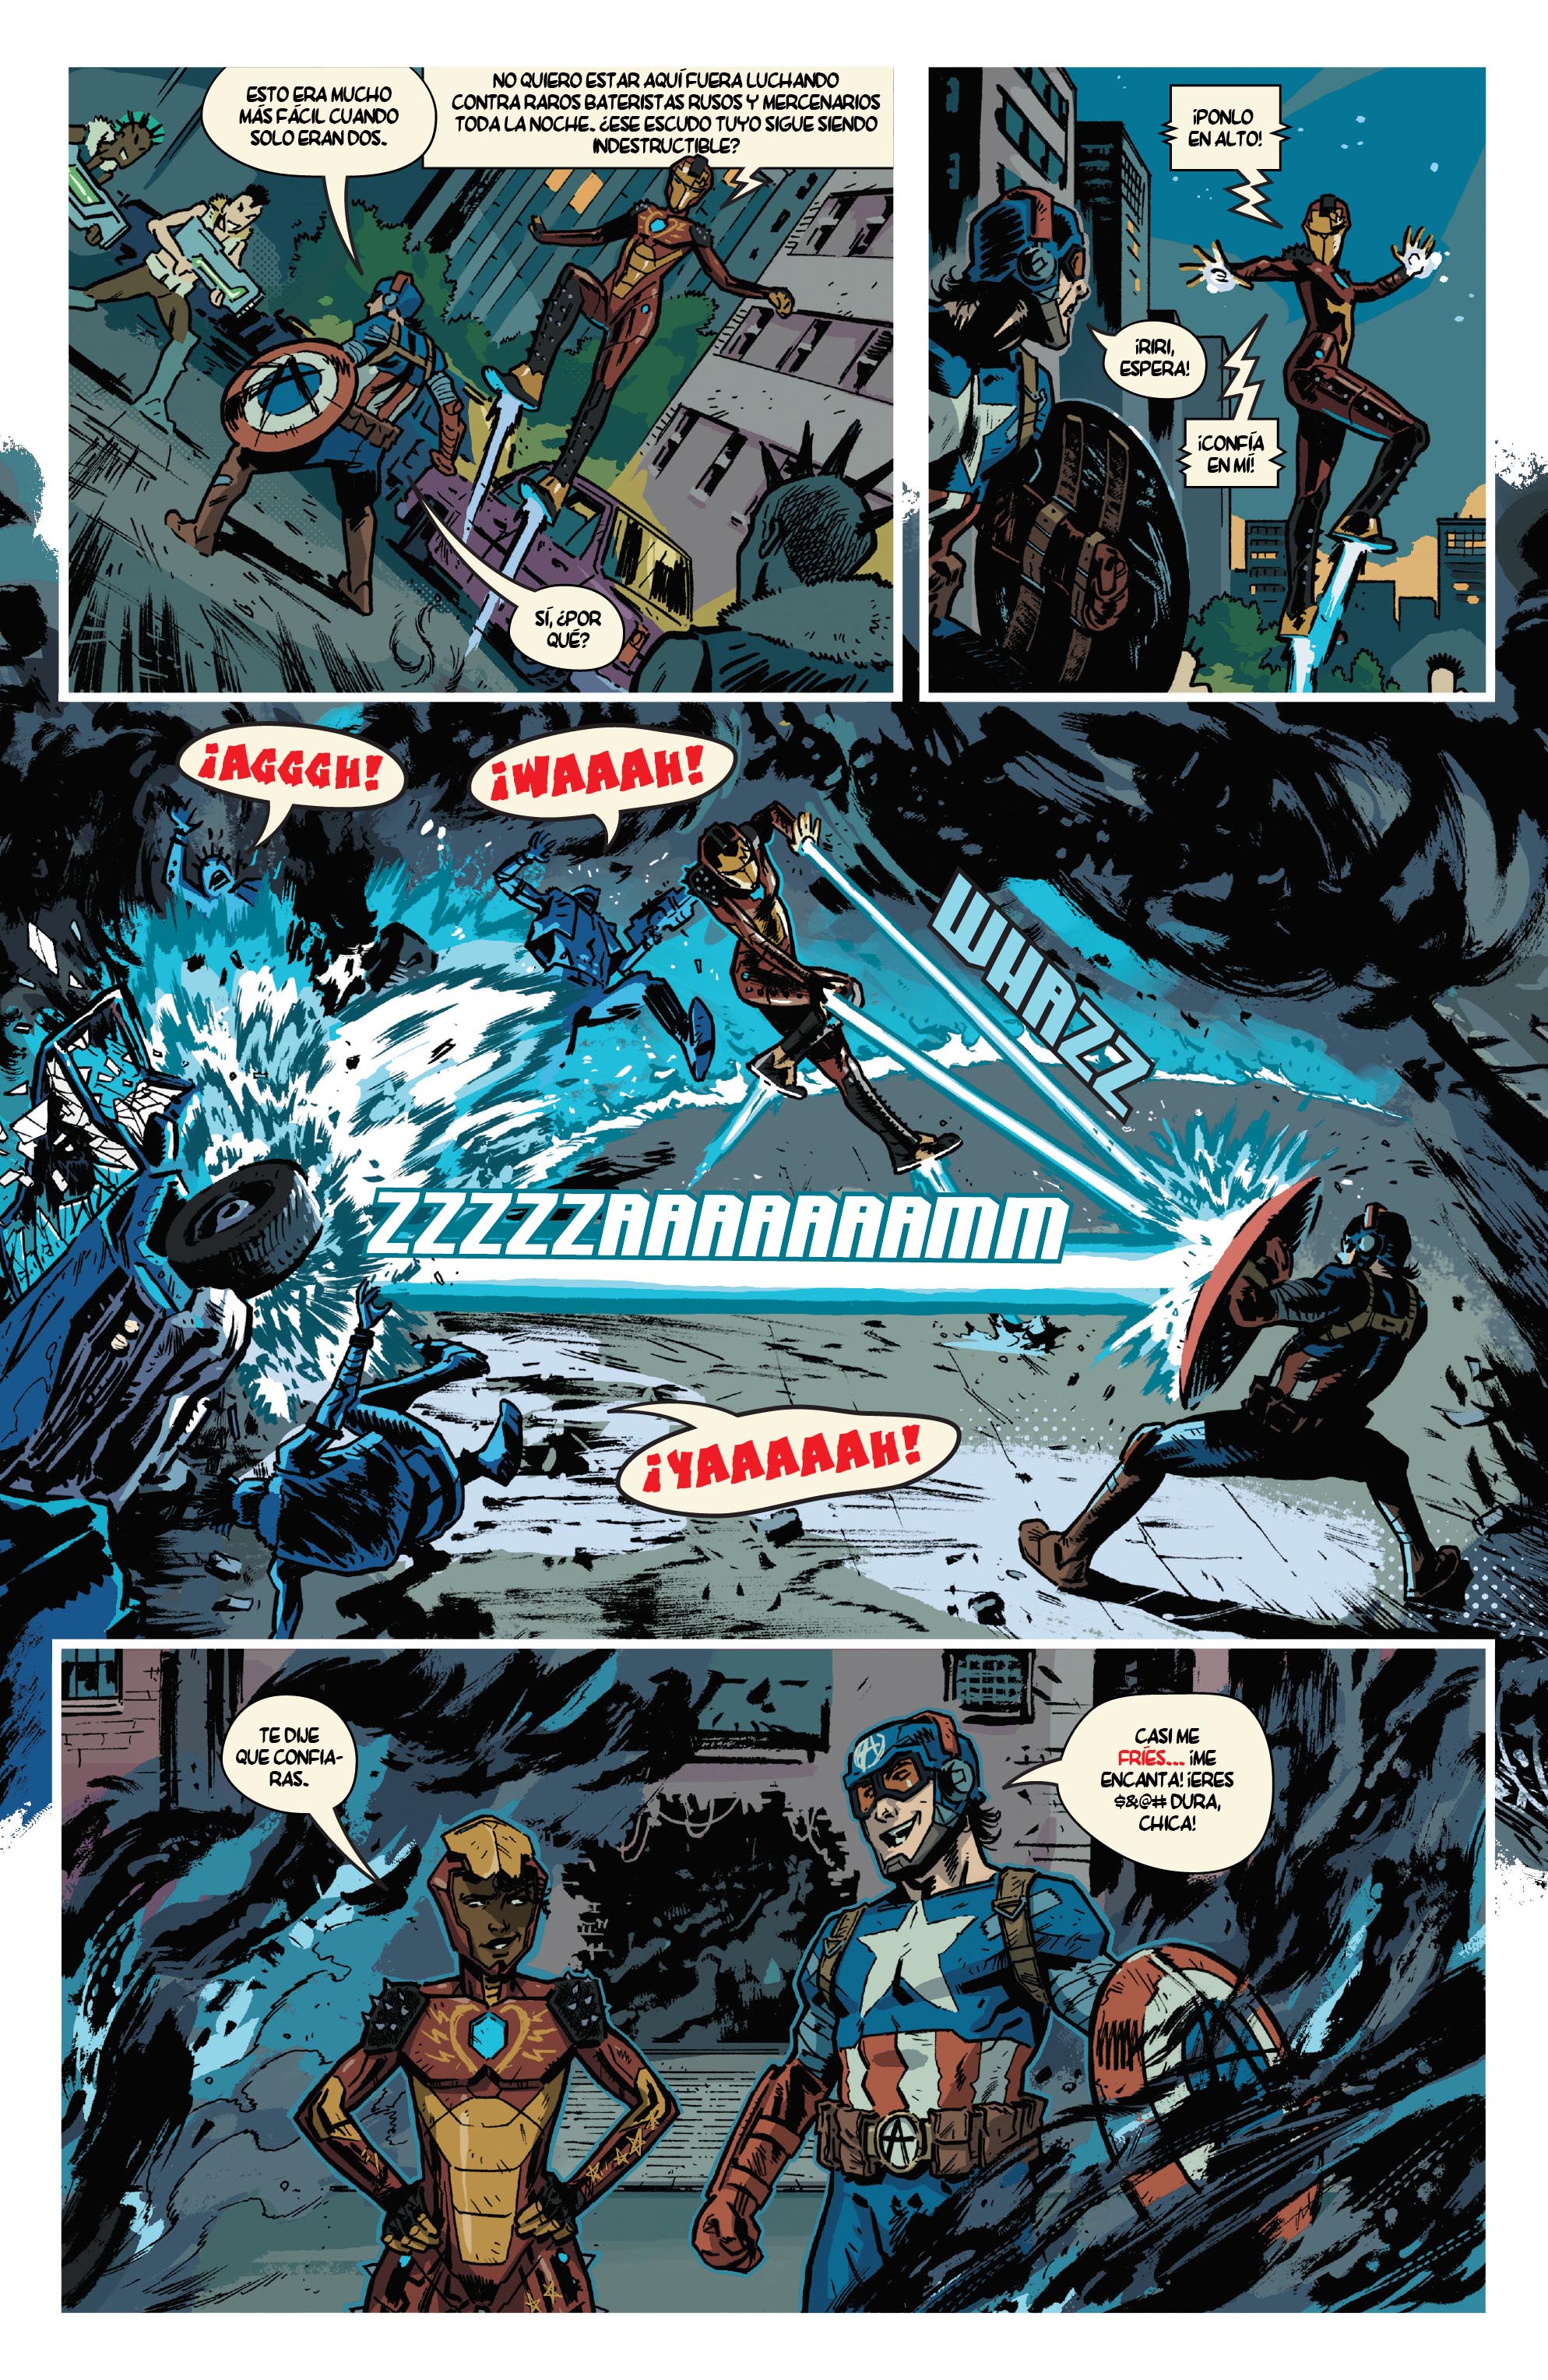 ESTO ERA MUCHO
MÁS FÁCIL CUANDO
SOLO ERAN DOS.
NO QUIERO ESTAR AQUÍ FUERA LUCHANDO
CONTRA RAROS BATERISTAS RUSOS Y MERCENARIOS
TODA LA NOCHE. ¿ESE ESCUDO TUYO SIGUE SIENDO
INDESTRUCTIBLE?
SÍ, ¿POR
QUÉ?
¡PONLO
EN ALTO!
¡RIRI,
ESPERA!
¡CONFÍA
EN MÍ!
¡AGGGH!
¡WAAAH!
WHAZZ
ZZZZZAAAAAAAAMM
¡YAAAAAH!
TE DIJE
QUE CONFIA-
RAS.
CASI ME
FRÍES... ¡ME
ENCANTA! ¡ERES
$&@# DURA,
CHICA!